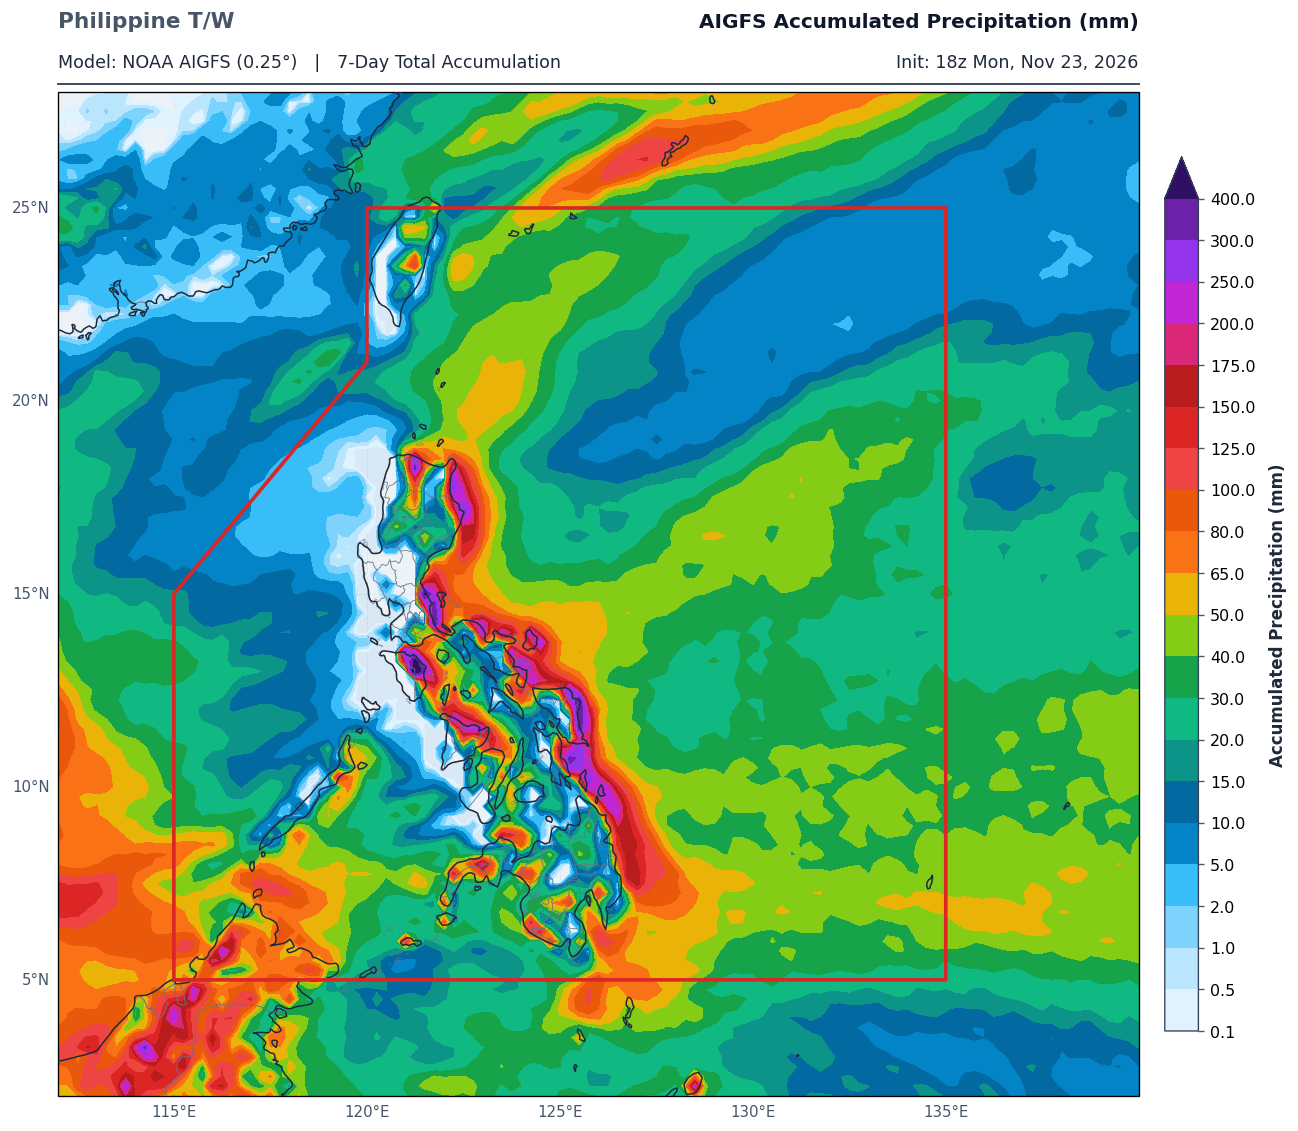 Philippine T/W
AIGFS Accumulated Precipitation (mm)
Model: NOAA AIGFS (0.25°)   |   7-Day Total Accumulation
Init: 18z Mon, Nov 23, 2026
25°N
20°N
15°N
10°N
5°N
115°E
120°E
125°E
130°E
135°E
400.0
300.0
250.0
200.0
175.0
150.0
125.0
100.0
80.0
65.0
50.0
40.0
30.0
20.0
15.0
10.0
5.0
2.0
1.0
0.5
0.1
Accumulated Precipitation (mm)